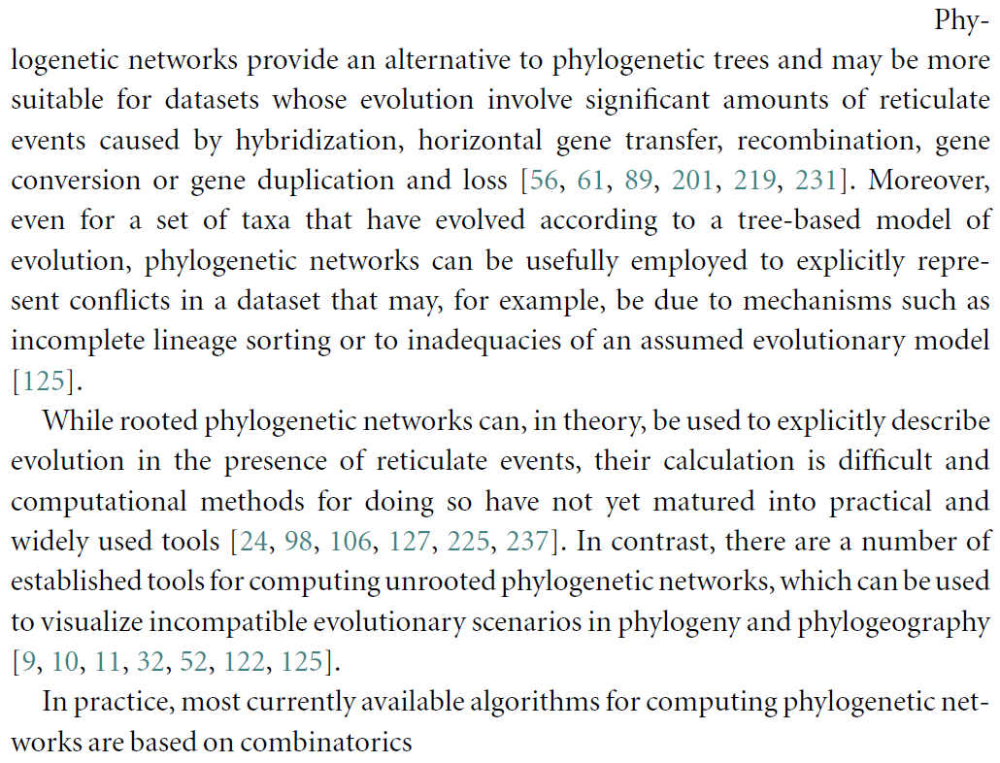 Phy-
logenetic networks provide an alternative to phylogenetic trees and may be more
suitable for datasets whose evolution involve significant amounts of reticulate
events caused by hybridization, horizontal gene transfer, recombination, gene
conversion or gene duplication and loss [56, 61, 89, 201, 219, 231]. Moreover,
even for a set of taxa that have evolved according to a tree-based model of
evolution, phylogenetic networks can be usefully employed to explicitly repre-
sent conflicts in a dataset that may, for example, be due to mechanisms such as
incomplete lineage sorting or to inadequacies of an assumed evolutionary model
[125].
While rooted phylogenetic networks can, in theory, be used to explicitly describe
evolution in the presence of reticulate events, their calculation is difficult and
computational methods for doing so have not yet matured into practical and
widely used tools [24, 98, 106, 127, 225, 237]. In contrast, there are a number of
established tools for computing unrooted phylogenetic networks, which can be used
to visualize incompatible evolutionary scenarios in phylogeny and phylogeography
[9, 10, 11, 32, 52, 122, 125].
In practice, most currently available algorithms for computing phylogenetic net-
works are based on combinatorics